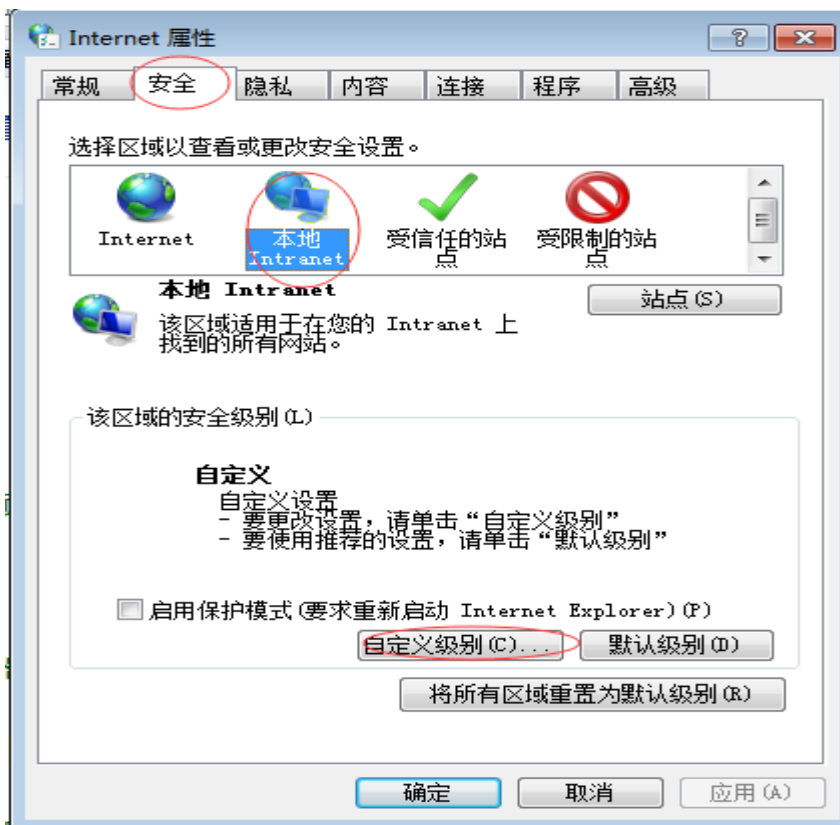 Internet 属性
常规 安全 隐私 内容 连接 程序 高级
选择区域以查看或更改安全设置。
Internet
本地
Intranet
受信任的站
点
受限制的站
点
本地 Intranet
站点(S)
该区域适用于在您的 Intranet 上
找到的所有网站。
该区域的安全级别(L)
自定义
自定义设置
- 要更改设置，请单击“自定义级别”
- 要使用推荐的设置，请单击“默认级别”
启用保护模式(要求重新启动 Internet Explorer)(P)
自定义级别(C)... 默认级别(D)
将所有区域重置为默认级别(R)
确定 取消 应用(A)